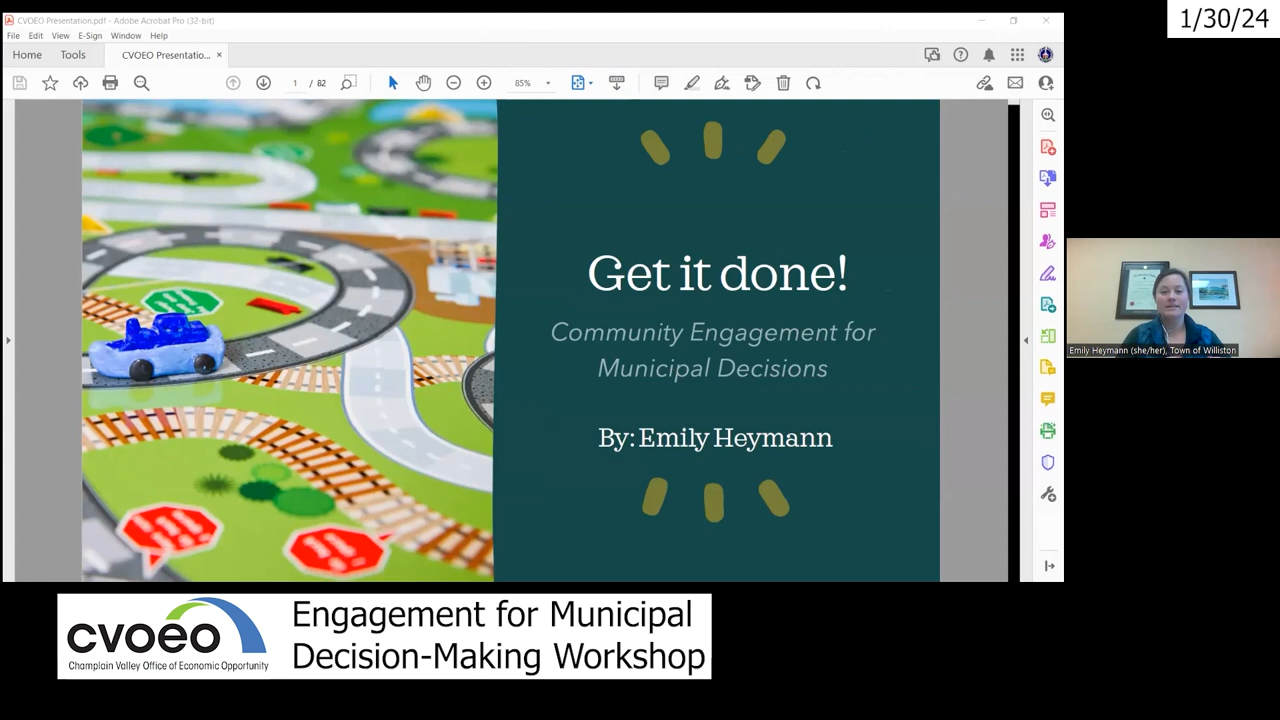 1/30/24
CVOEO Presentation.pdf - Adobe Acrobat Pro (32-bit)
File Edit View E-Sign Window Help
Home Tools CVOEO Presentatio... ×
1 / 82 85%
Get it done!
Community Engagement for
Municipal Decisions
By: Emily Heymann
Emily Heymann (she/her), Town of Williston
cvoeo
Champlain Valley Office of Economic Opportunity
Engagement for Municipal
Decision-Making Workshop